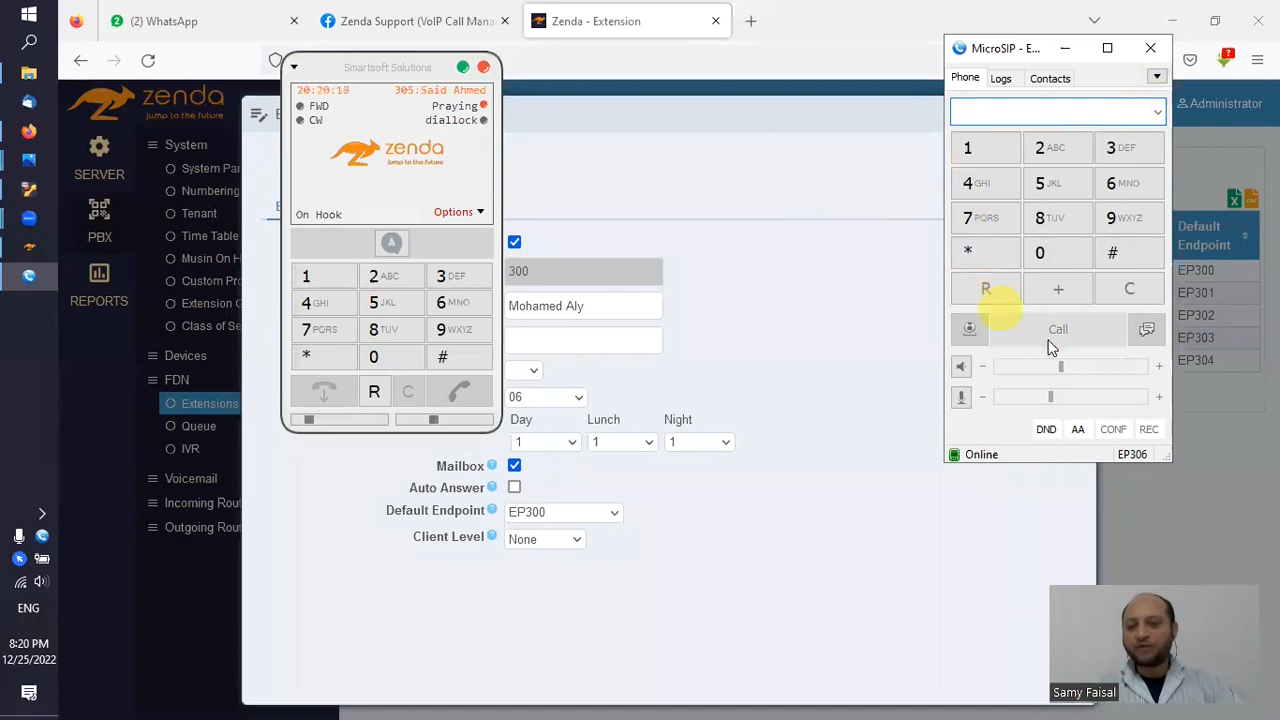 (2) WhatsApp
Zenda Support (VoIP Call Mana
Zenda - Extension
zenda
jump to the future
SERVER
PBX
REPORTS
System
System Par
Numbering
Tenant
Time Table
Musin On H
Custom Pro
Extension G
Class of Se
Devices
FDN
Extensions
Queue
IVR
Voicemail
Incoming Rout
Outgoing Rout
Smartsoft Solutions
20:20:18 305:Said Ahmed
FWD Praying
CW diallock
zenda
jump to the future
On Hook Options
A
1 2 ABC 3 DEF
4 GHI 5 JKL 6 MNO
7 PQRS 8 TUV 9 WXYZ
* 0 #
R C
300
Mohamed Aly
06
Day Lunch Night
1 1 1
Mailbox
Auto Answer
Default Endpoint EP300
Client Level None
MicroSIP - E...
Phone Logs Contacts
1 2 ABC 3 DEF
4 GHI 5 JKL 6 MNO
7 PQRS 8 TUV 9 WXYZ
* 0 #
R + C
Call
DND AA CONF REC
Online EP306
Administrator
Default
Endpoint
EP300
EP301
EP302
EP303
EP304
ENG
8:20 PM
12/25/2022
Samy Faisal